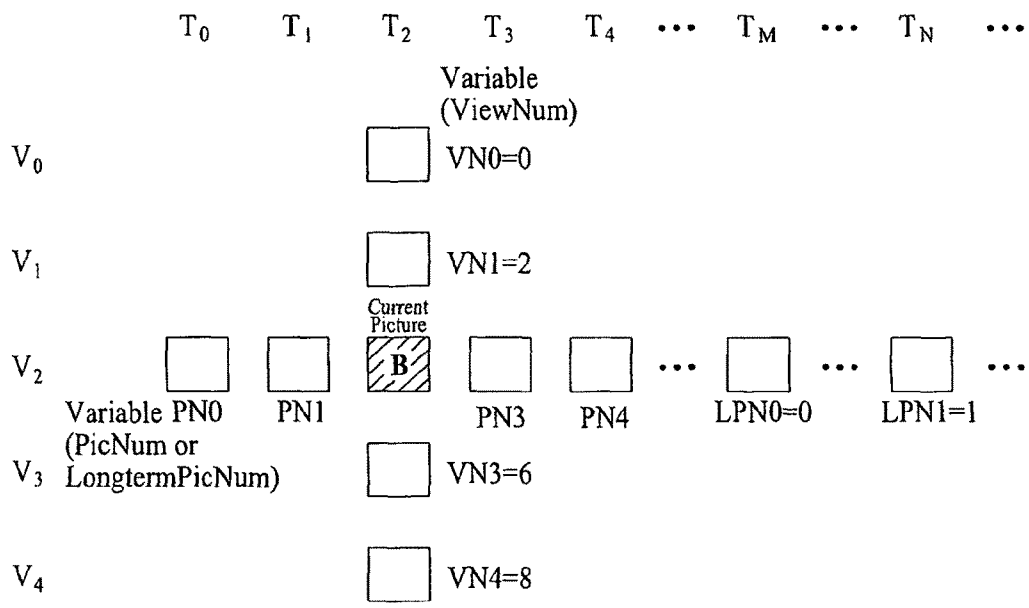 T0 T1 T2 T3 T4 ••• TM ••• TN •••
Variable
(ViewNum)
V0 VN0=0
V1 VN1=2
Current
Picture
V2 B ••• ••• •••
Variable PN0 PN1 PN3 PN4 LPN0=0 LPN1=1
(PicNum or
LongtermPicNum)
V3 VN3=6
V4 VN4=8